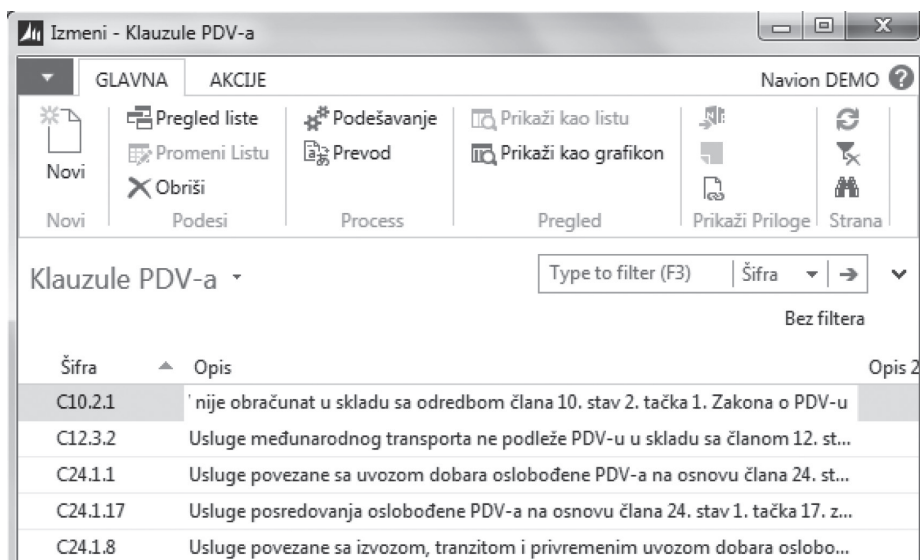 Izmeni - Klauzule PDV-a
GLAVNA AKCIJE Navion DEMO
Novi
Pregled liste
Promeni Listu
Obriši
Podešavanje
Prevod
Prikaži kao listu
Prikaži kao grafikon
Novi Podesi Process Pregled Prikaži Priloge Strana
Klauzule PDV-a Type to filter (F3) Šifra
Bez filtera
Šifra Opis Opis 2
C10.2.1 nije obračunat u skladu sa odredbom člana 10. stav 2. tačka 1. Zakona o PDV-u
C12.3.2 Usluge međunarodnog transporta ne podleže PDV-u u skladu sa članom 12. st...
C24.1.1 Usluge povezane sa uvozom dobara oslobođene PDV-a na osnovu člana 24. st...
C24.1.17 Usluge posredovanja oslobođene PDV-a na osnovu člana 24. stav 1. tačka 17. z...
C24.1.8 Usluge povezane sa izvozom, tranzitom i privremenim uvozom dobara oslobo...